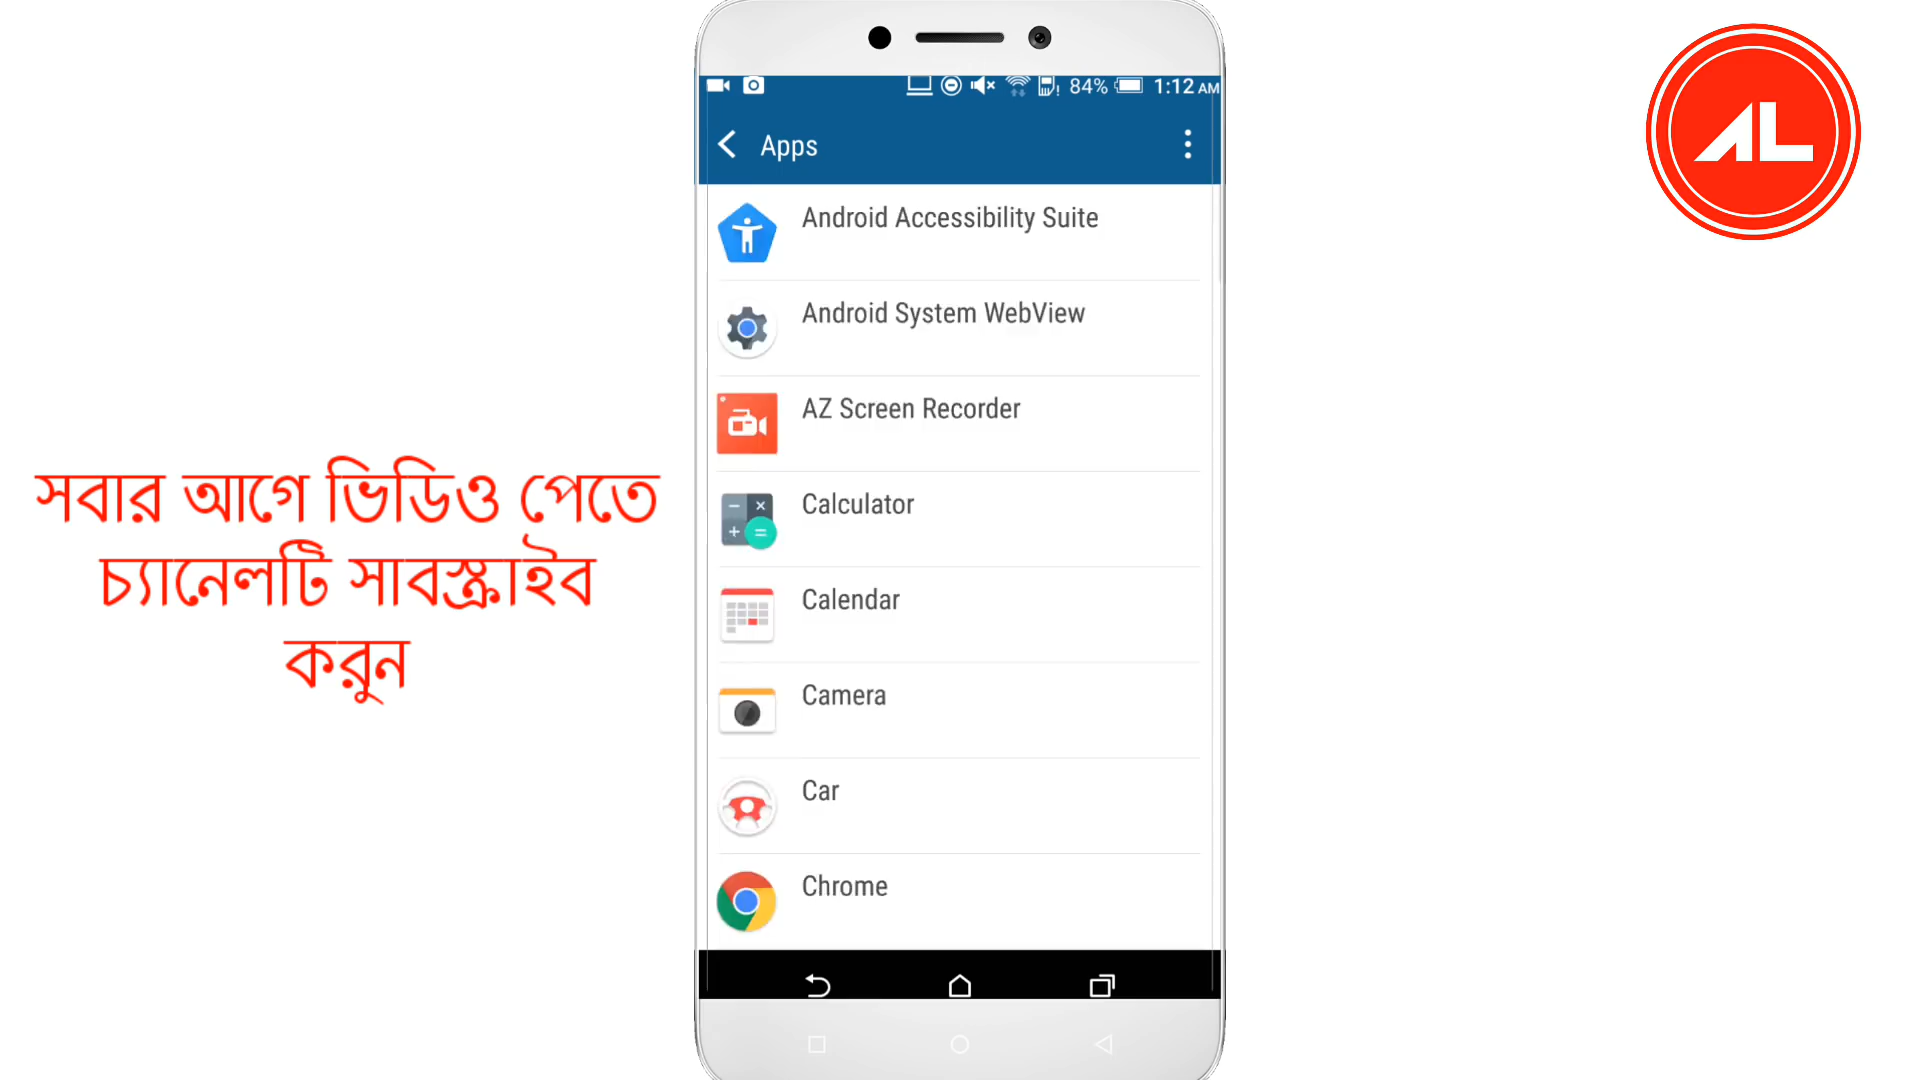 84% 1:12 AM
Apps
Android Accessibility Suite
Android System WebView
AZ Screen Recorder
Calculator
Calendar
Camera
Car
Chrome
সবার আগে ভিডিও পেতে
চ্যানেলটি সাবস্ক্রাইব
করুন
AL